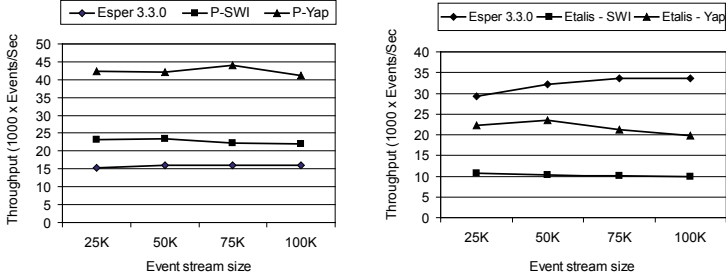 Esper 3.3.0 P-SWI P-Yap
Throughput (1000 x Events/Sec
50
45
40
35
30
25
20
15
10
5
0
25K 50K 75K 100K
Event stream size
Esper 3.3.0 Etalis - SWI Etalis - Yap
Throughput (1000 x Events/Sec
40
35
30
25
20
15
10
5
0
25K 50K 75K 100K
Event stream size